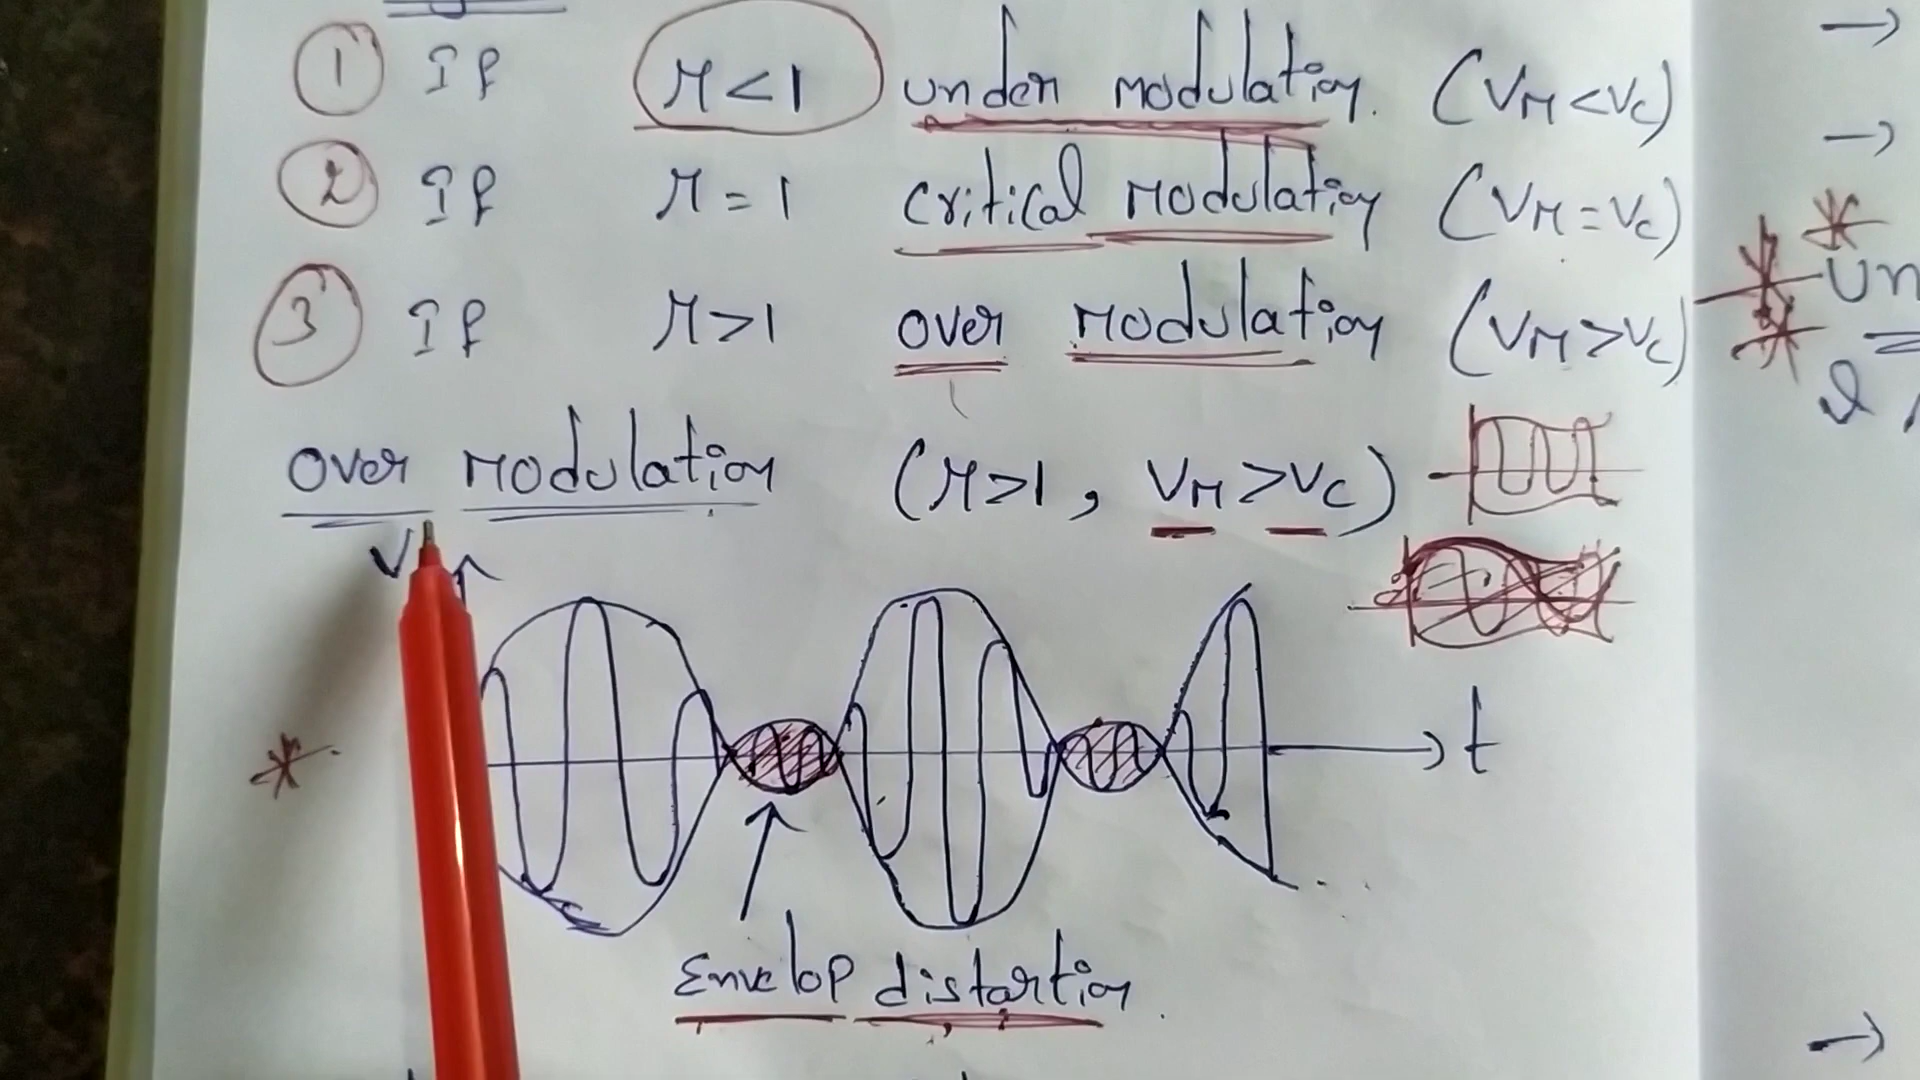 ① If M<1 under modulation. (VM<VC)
② If M=1 critical modulation (VM=VC)
③ If M>1 over modulation (VM>VC)
over modulation (M>1, VM>VC)
V
t
Envelop distortion.
Un